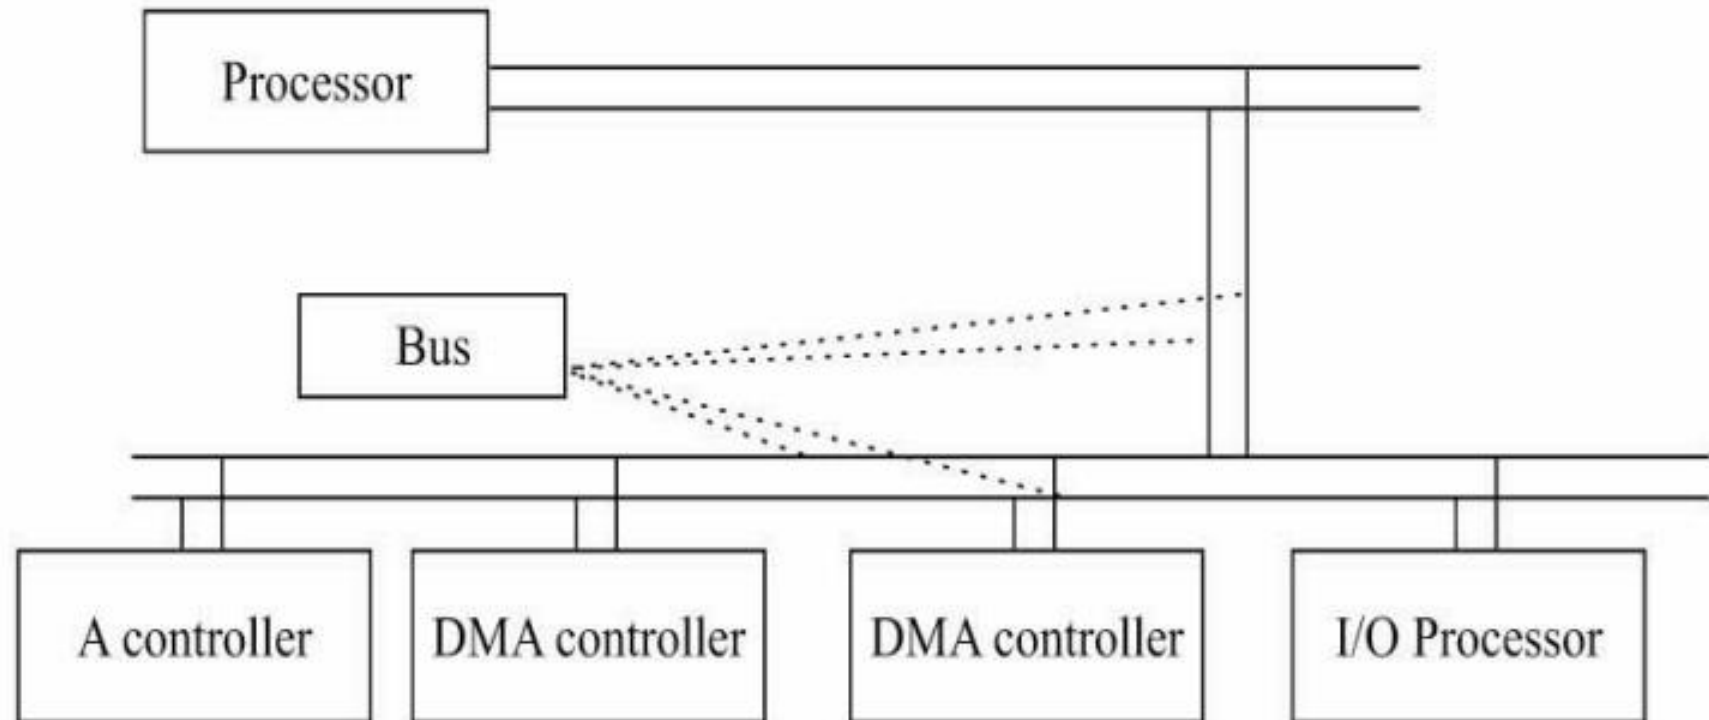 Processor
Bus
A controller
DMA controller
DMA controller
I/O Processor